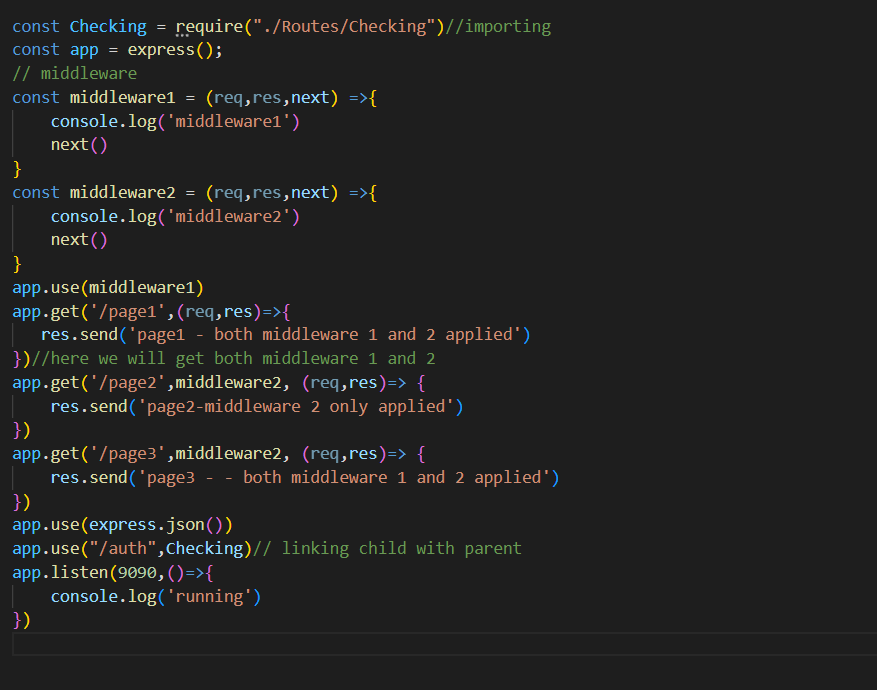 const Checking = require("./Routes/Checking")//importing
const app = express();
// middleware
const middleware1 = (req,res,next) =>{
    console.log('middleware1')
    next()
}
const middleware2 = (req,res,next) =>{
    console.log('middleware2')
    next()
}
app.use(middleware1)
app.get('/page1',(req,res)=>{
   res.send('page1 - both middleware 1 and 2 applied')
})//here we will get both middleware 1 and 2
app.get('/page2',middleware2, (req,res)=> {
    res.send('page2-middleware 2 only applied')
})
app.get('/page3',middleware2, (req,res)=> {
    res.send('page3 - - both middleware 1 and 2 applied')
})
app.use(express.json())
app.use("/auth",Checking)// linking child with parent
app.listen(9090,()=>{
    console.log('running')
})